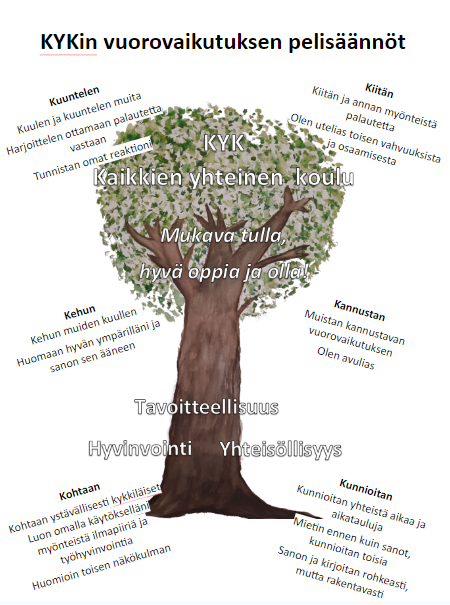 KYKin vuorovaikutuksen pelisäännöt
Kuuntelen
Kuulen ja kuuntelen muita
Harjoittelen ottamaan palautetta
vastaan
Tunnistan omat reaktioni
Kiitän
Kiitän ja annan myönteistä
palautetta
Olen utelias toisen vahvuuksista
ja osaamisesta
KYK
Kaikkien yhteinen koulu
Mukava tulla,
hyvä oppia ja olla!
Kehun
Kehun muiden kuullen
Huomaan hyvän ympärilläni ja
sanon sen ääneen
Kannustan
Muistan kannustavan
vuorovaikutuksen
Olen avulias
Tavoitteellisuus
Hyvinvointi Yhteisöllisyys
Kohtaan
Kohtaan ystävällisesti kykkiläiset
Luon omalla käytökselläni
myönteistä ilmapiiriä ja
työhyvinvointia
Huomioin toisen näkökulman
Kunnioitan
Kunnioitan yhteistä aikaa ja
aikatauluja
Mietin ennen kuin sanot,
kunnioitan toisia
Sanon ja kirjoitan rohkeasti,
mutta rakentavasti